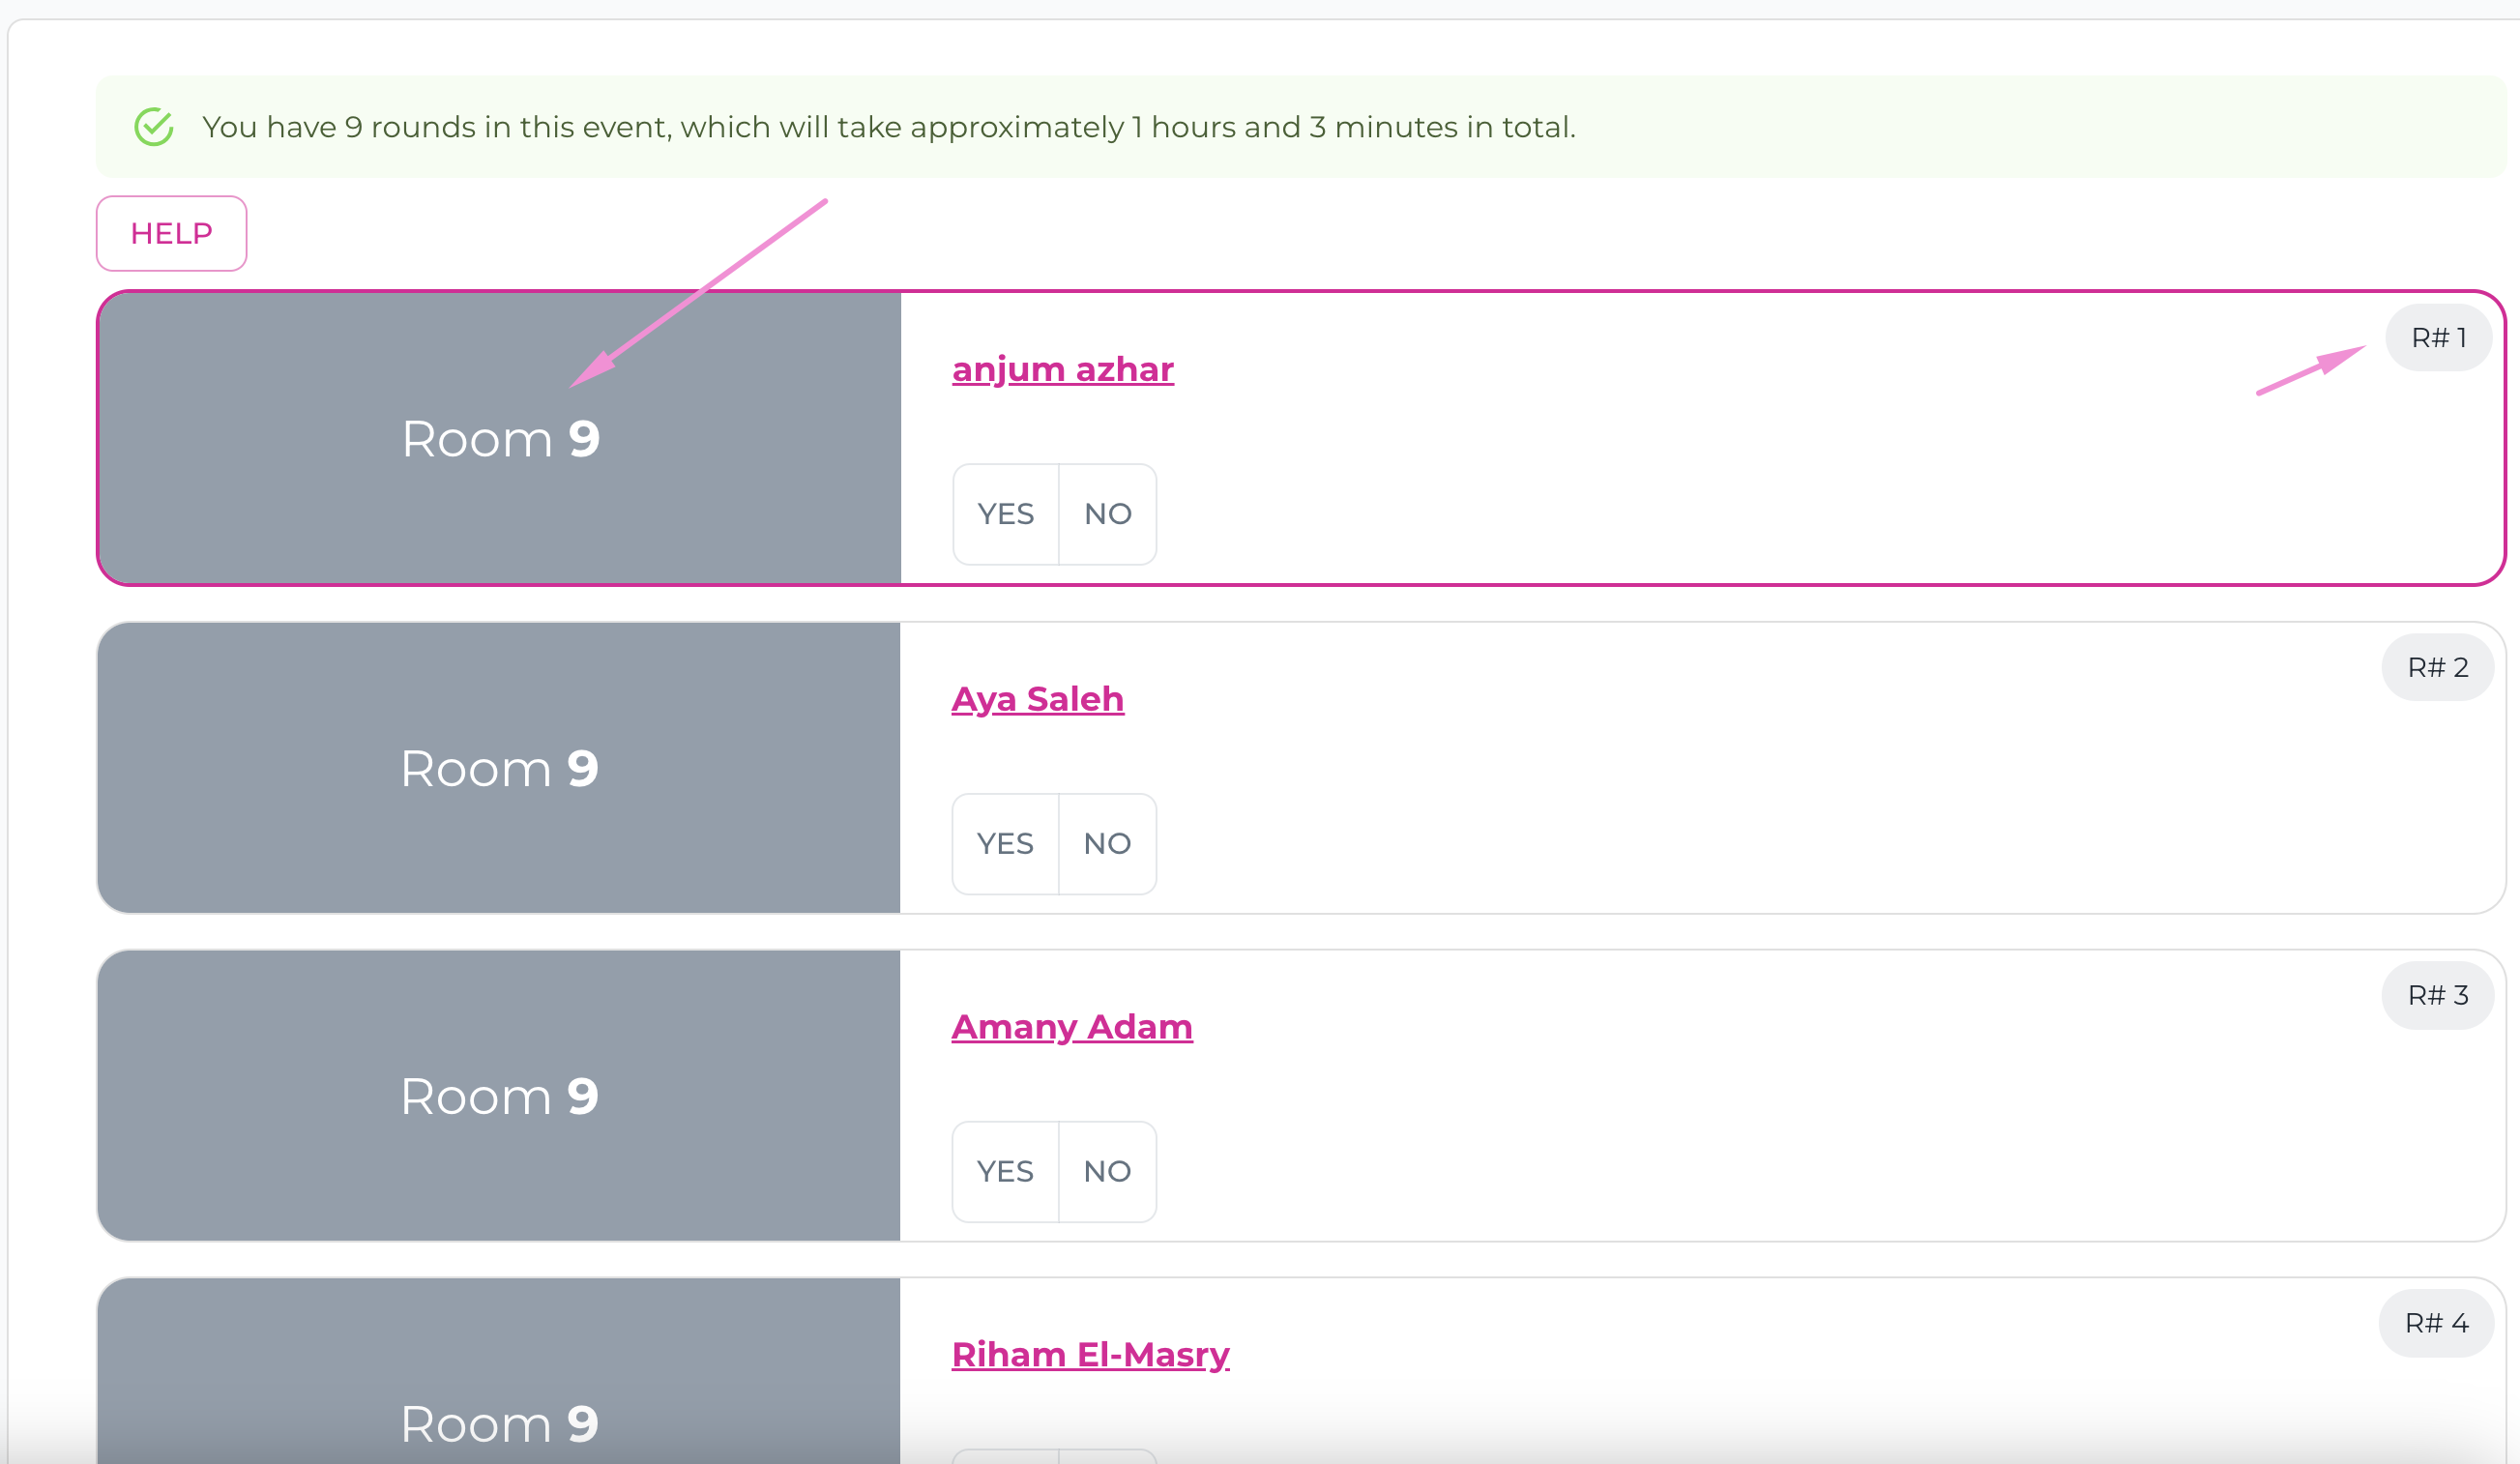 You have 9 rounds in this event, which will take approximately 1 hours and 3 minutes in total.
HELP
Room 9
anjum azhar
R# 1
YES NO
Room 9
Aya Saleh
R# 2
YES NO
Room 9
Amany Adam
R# 3
YES NO
Room 9
Riham El-Masry
R# 4